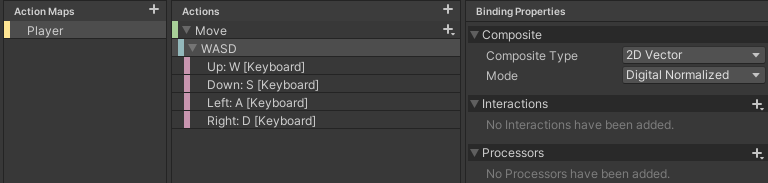 Action Maps
+
Player
Actions
+
Move
+
WASD
Up: W [Keyboard]
Down: S [Keyboard]
Left: A [Keyboard]
Right: D [Keyboard]
Binding Properties
Composite
Composite Type 2D Vector
Mode Digital Normalized
Interactions
+
No Interactions have been added.
Processors
+
No Processors have been added.